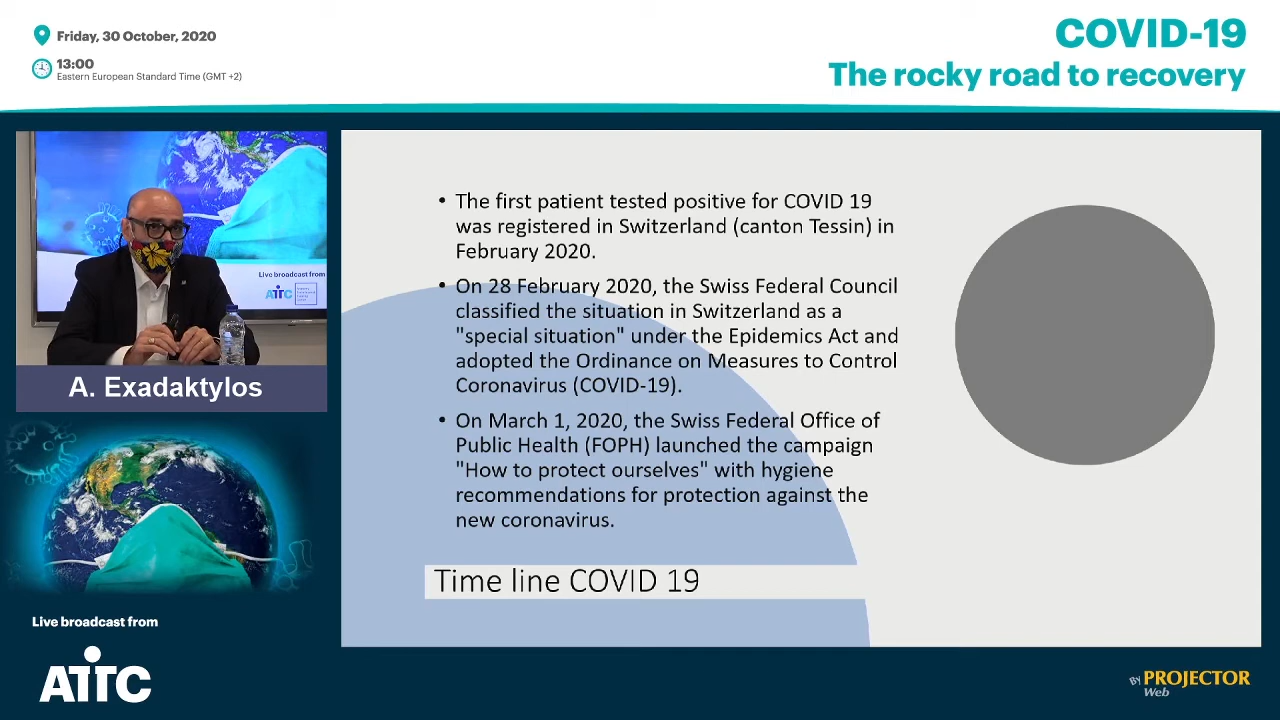 Friday, 30 October, 2020
13:00
Eastern European Standard Time (GMT +2)
COVID-19
The rocky road to recovery
Live broadcast from
ATTC
A. Exadaktylos
• The first patient tested positive for COVID 19
was registered in Switzerland (canton Tessin) in
February 2020.
• On 28 February 2020, the Swiss Federal Council
classified the situation in Switzerland as a
"special situation" under the Epidemics Act and
adopted the Ordinance on Measures to Control
Coronavirus (COVID-19).
• On March 1, 2020, the Swiss Federal Office of
Public Health (FOPH) launched the campaign
"How to protect ourselves" with hygiene
recommendations for protection against the
new coronavirus.
Time line COVID 19
Live broadcast from
ATTC
By PROJECTOR
Web